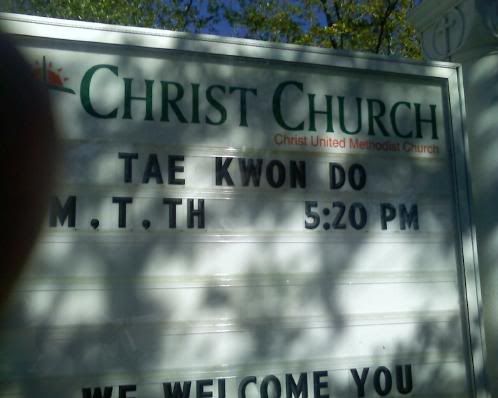 CHRIST CHURCH
Christ United Methodist Church
TAE KWON DO
M.T.TH 5:20 PM
WE WELCOME YOU